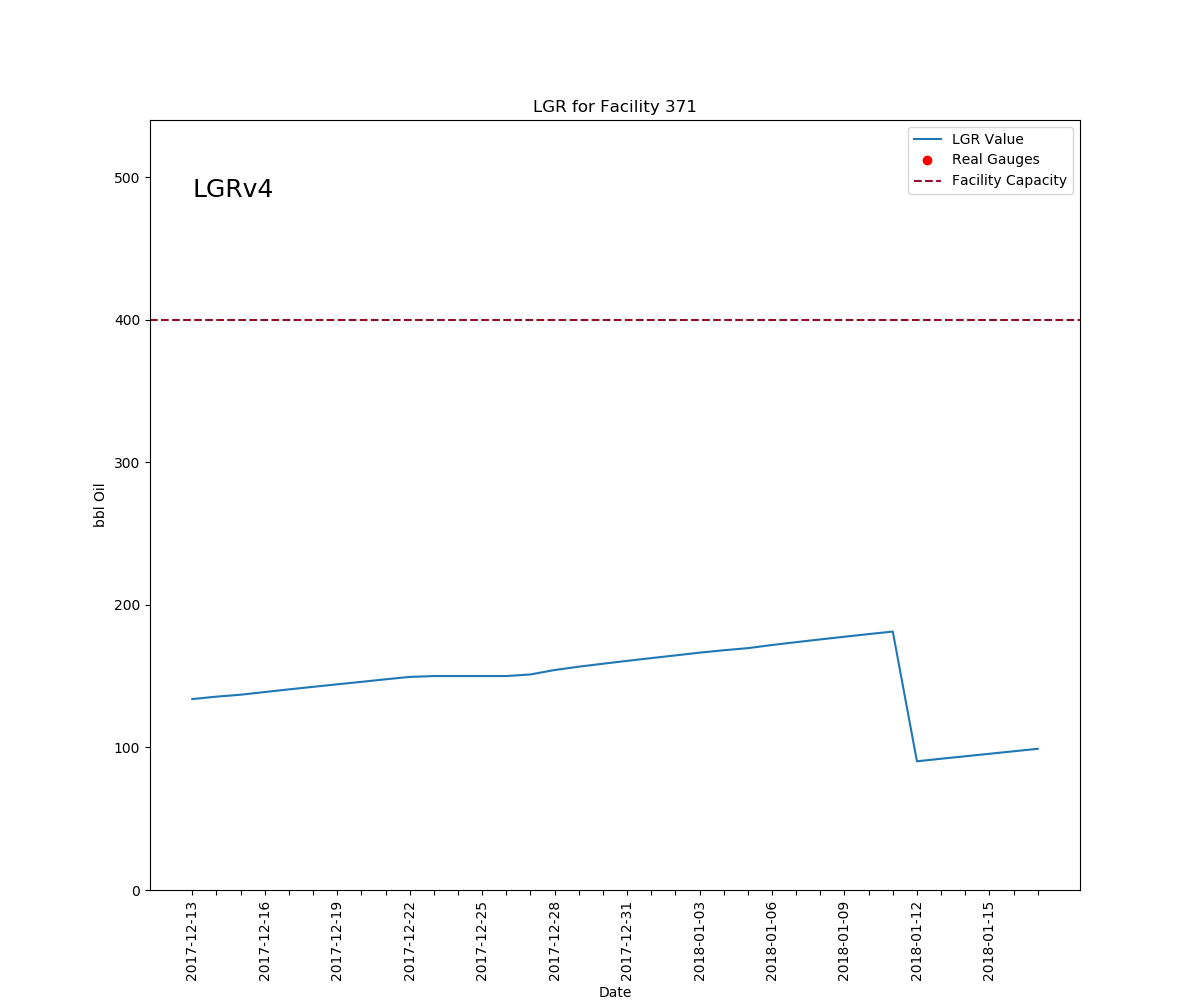 LGR for Facility 371
LGR Value
Real Gauges
Facility Capacity
LGRv4
500
400
300
200
100
0
bbl Oil
2017-12-13
2017-12-16
2017-12-19
2017-12-22
2017-12-25
2017-12-28
2017-12-31
2018-01-03
2018-01-06
2018-01-09
2018-01-12
2018-01-15
Date